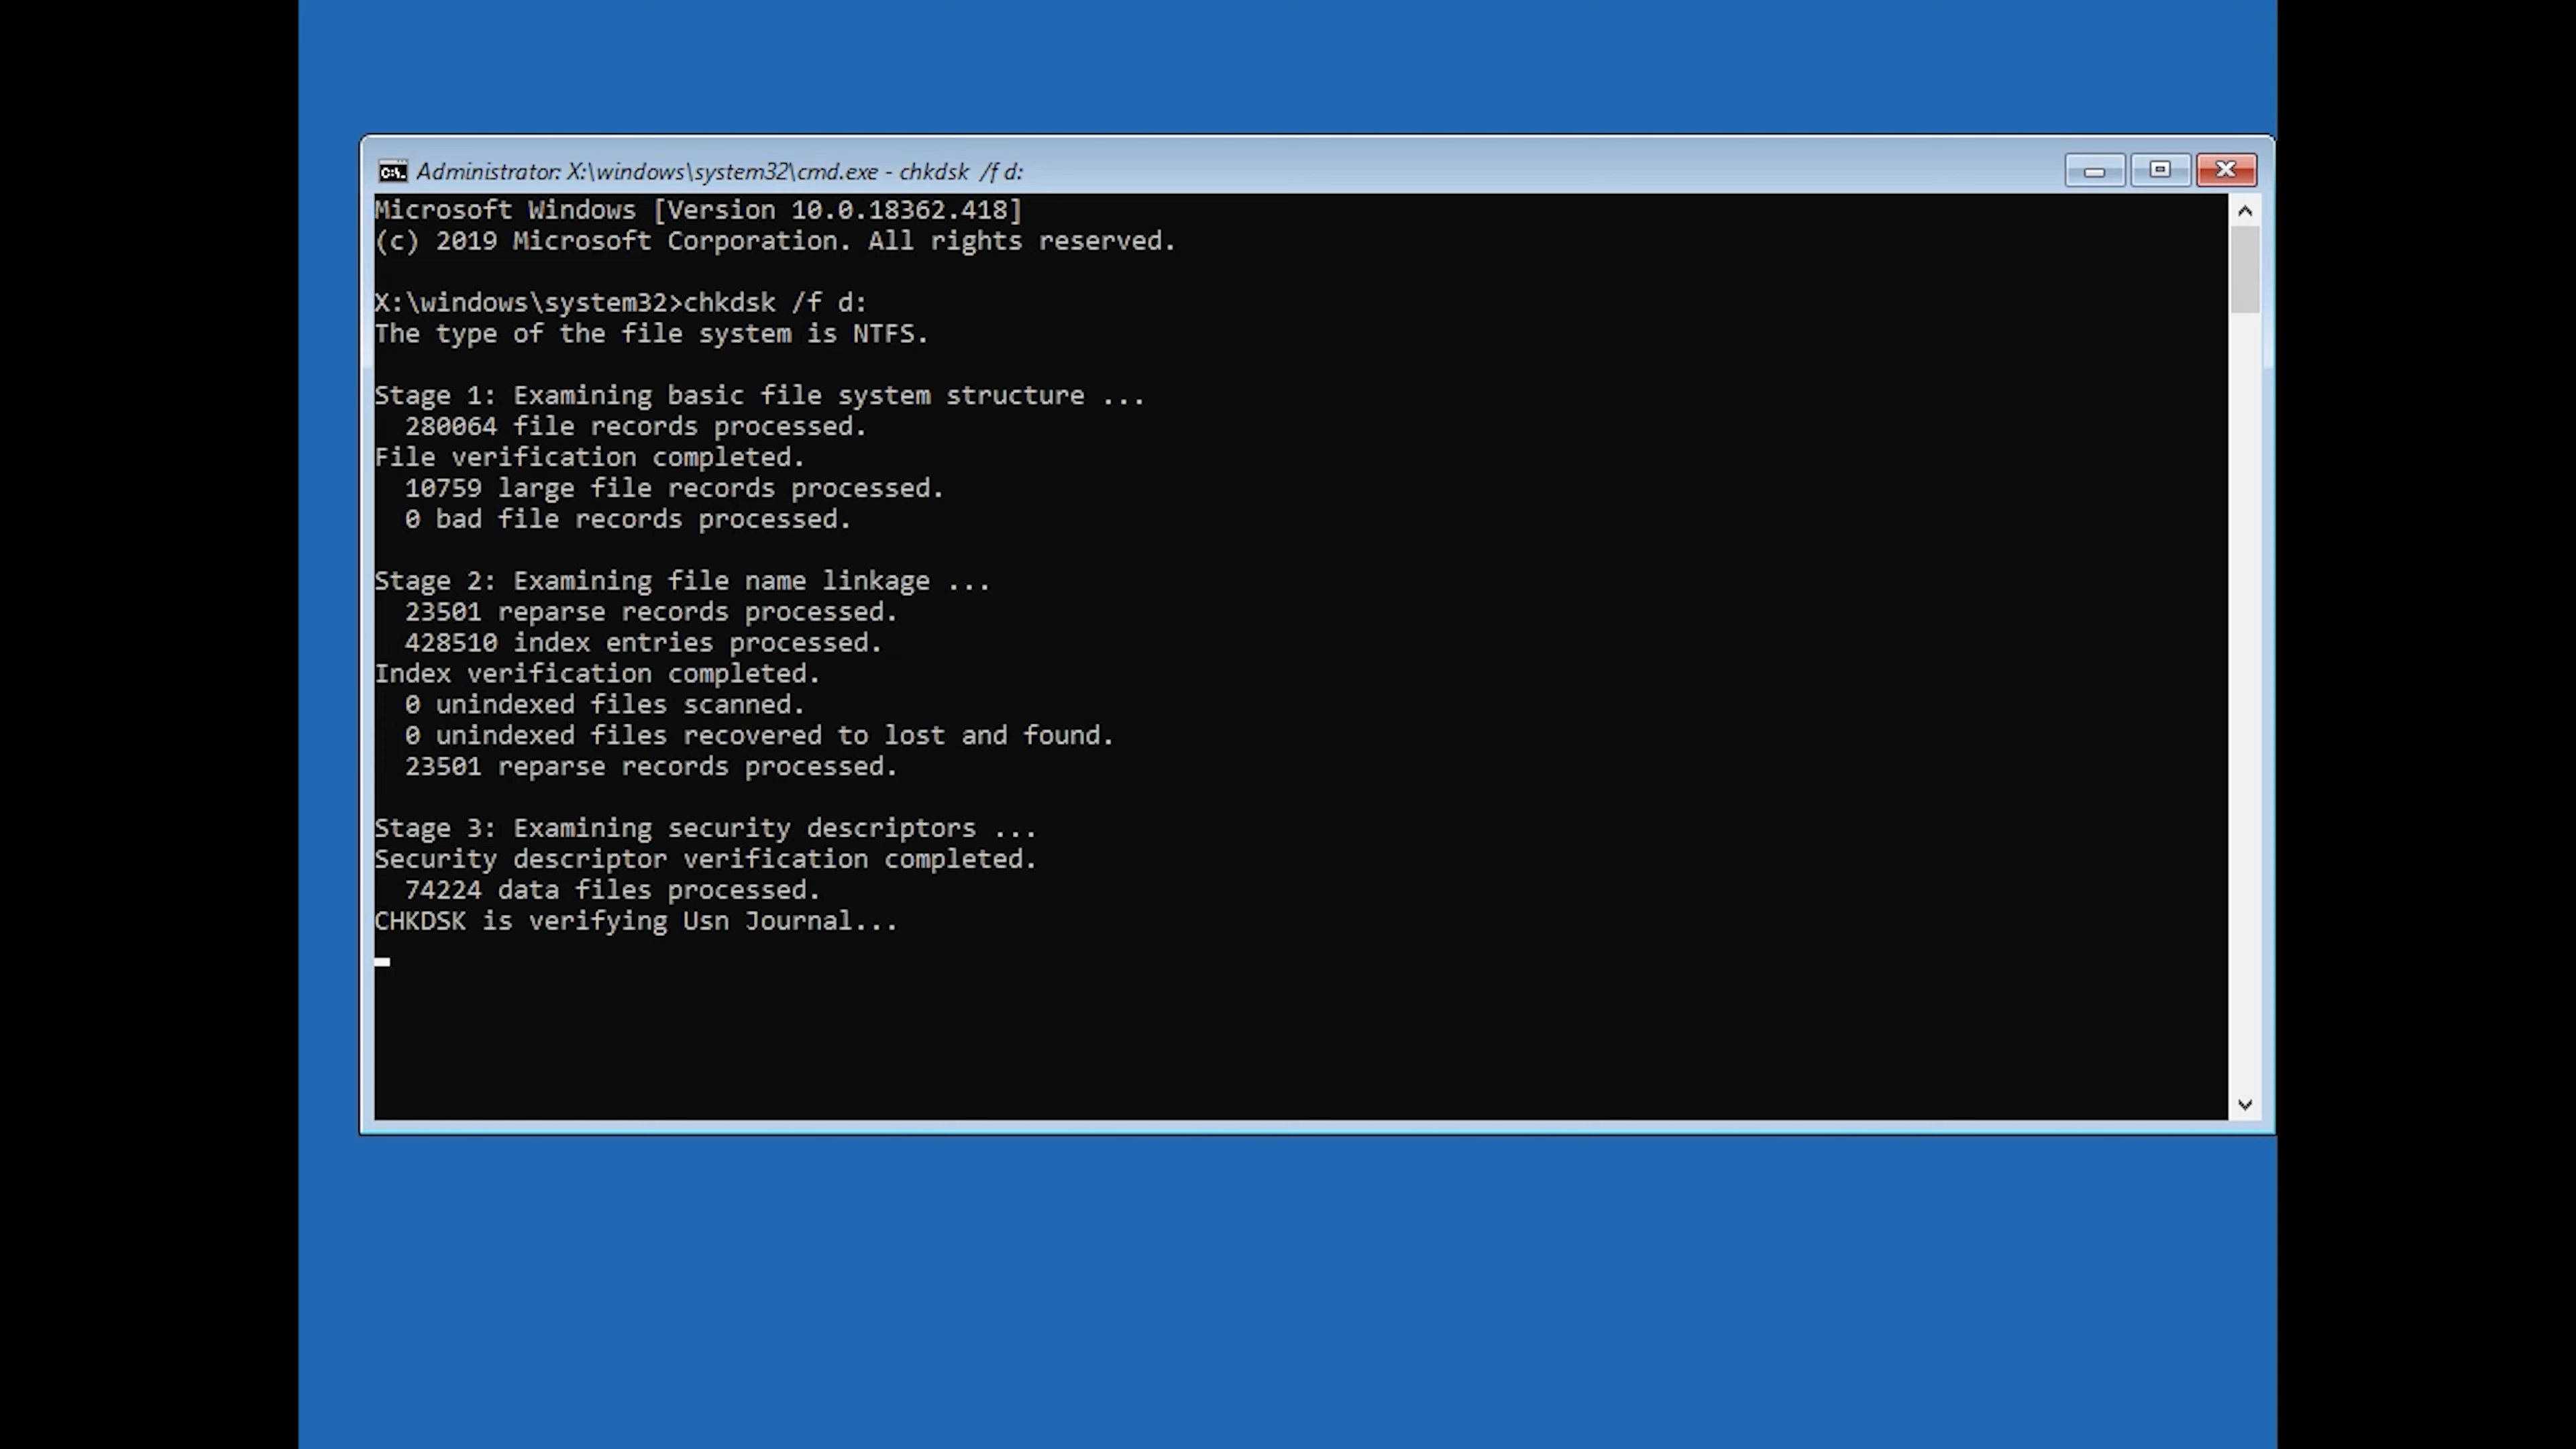 Administrator: X:\windows\system32\cmd.exe - chkdsk  /f d:
Microsoft Windows [Version 10.0.18362.418]
(c) 2019 Microsoft Corporation. All rights reserved.
X:\windows\system32>chkdsk /f d:
The type of the file system is NTFS.
Stage 1: Examining basic file system structure ...
  280064 file records processed.
File verification completed.
  10759 large file records processed.
  0 bad file records processed.
Stage 2: Examining file name linkage ...
  23501 reparse records processed.
  428510 index entries processed.
Index verification completed.
  0 unindexed files scanned.
  0 unindexed files recovered to lost and found.
  23501 reparse records processed.
Stage 3: Examining security descriptors ...
Security descriptor verification completed.
  74224 data files processed.
CHKDSK is verifying Usn Journal...